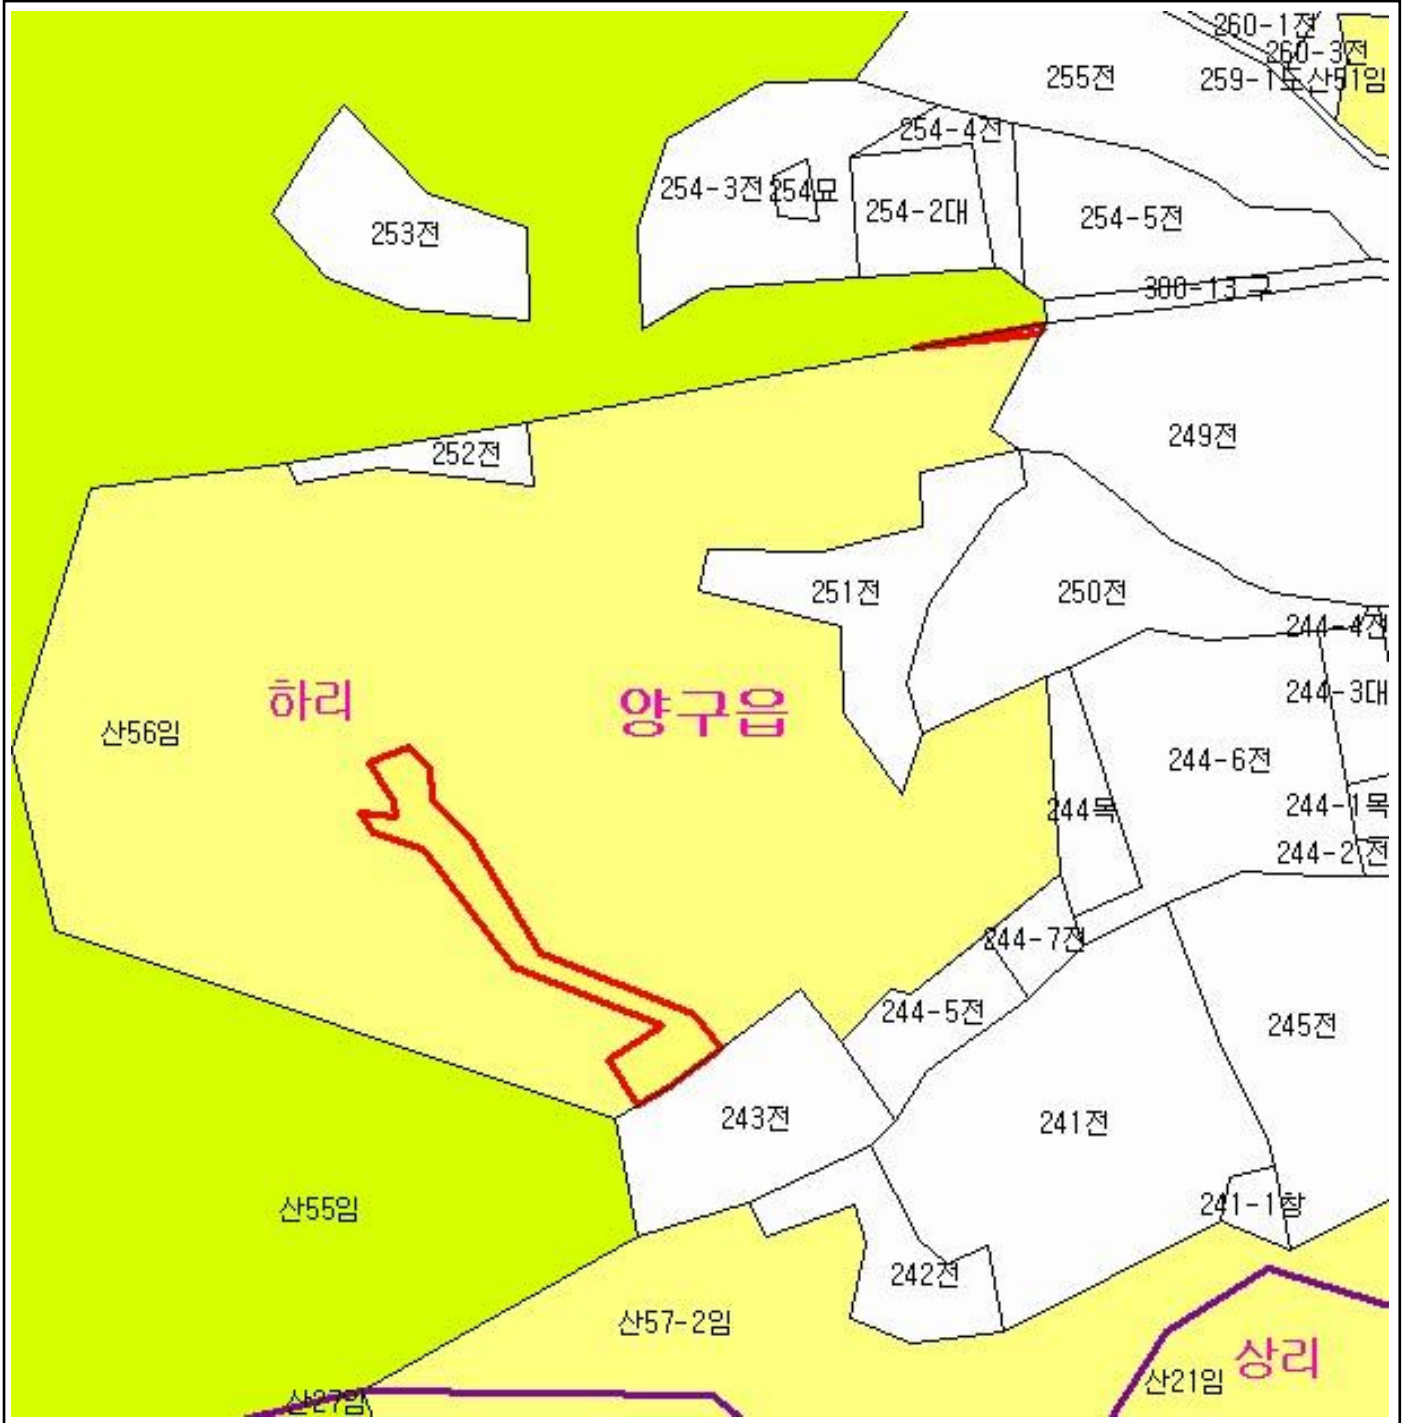 260-1전
260-3전
255전
259-1도
산51임
254-4전
254-3전
254묘
254-2대
254-5전
253전
300-13 구
249전
252전
251전
250전
244-4전
하리
양구읍
244-3대
산56임
244-6전
244목
244-1목
244-2 전
244-7전
244-5전
245전
243전
241전
산55임
241-1창
242전
산57-2임
상리
산21임
산27임